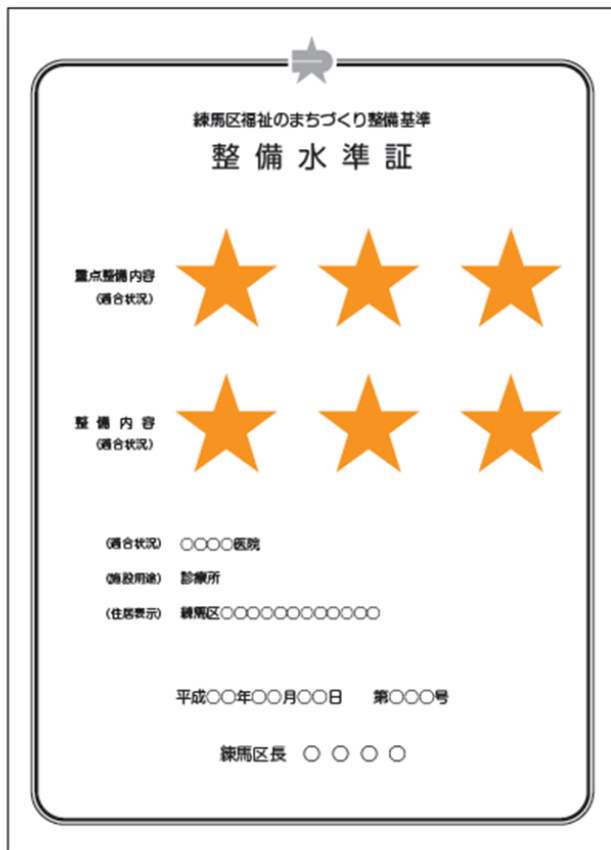 練馬区福祉のまちづくり整備基準
整備水準証
重点整備内容
(適合状況)
整備内容
(適合状況)
(適合状況) ○○○○医院
(施設用途) 診療所
(住居表示) 練馬区○○○○○○○○○○○○
平成○○年○○月○○日 第○○○号
練馬区長 ○○○○